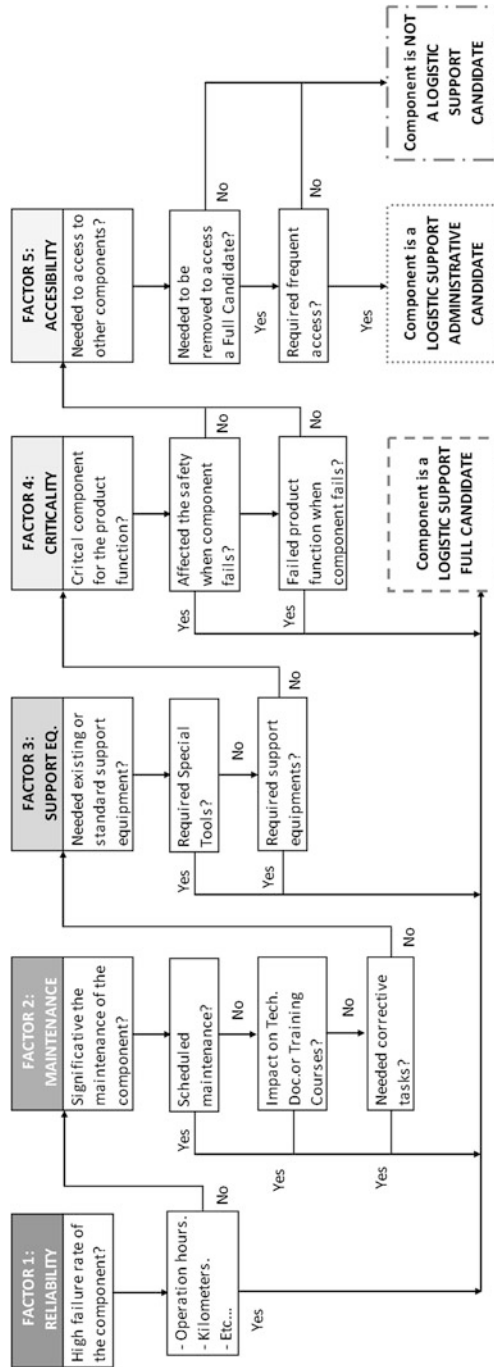 FACTOR 1:
RELIABILITY
High failure rate of
the component?
- Operation hours.
- Kilometers.
- Etc...
No
Yes
FACTOR 2:
MAINTENANCE
Significative the
maintenance of the
component?
Scheduled
maintenance?
Yes
No
Impact on Tech.
Doc.or Training
Courses?
Yes
No
Needed corrective
tasks?
Yes
No
FACTOR 3:
SUPPORT EQ.
Needed existing or
standard support
equipment?
Required Special
Tools?
Yes
No
Required support
equipments?
Yes
No
FACTOR 4:
CRITICALITY
Critcal component
for the product
function?
Affected the safety
when component
fails?
Yes
No
Failed product
function when
component fails?
Yes
No
Component is a
LOGISTIC SUPPORT
FULL CANDIDATE
FACTOR 5:
ACCESIBILITY
Needed to access to
other components?
Needed to be
removed to access
a Full Candidate?
No
Yes
Required frequent
access?
No
Yes
Component is a
LOGISTIC SUPPORT
ADMINISTRATIVE
CANDIDATE
Component is NOT
A LOGISTIC
SUPPORT
CANDIDATE